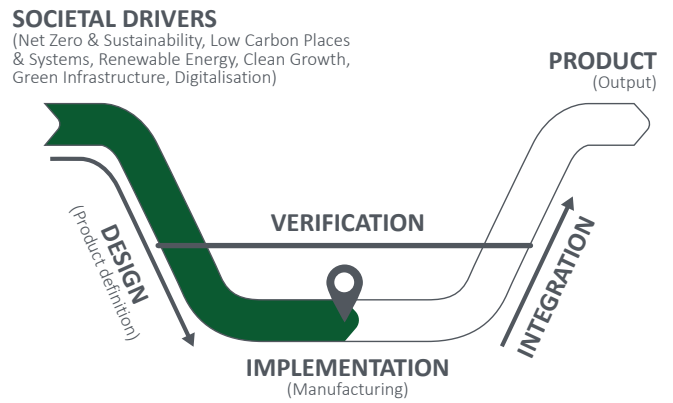 SOCIETAL DRIVERS
(Net Zero & Sustainability, Low Carbon Places
& Systems, Renewable Energy, Clean Growth,
Green Infrastructure, Digitalisation)
PRODUCT
(Output)
VERIFICATION
DESIGN
(Product definition)
INTEGRATION
IMPLEMENTATION
(Manufacturing)